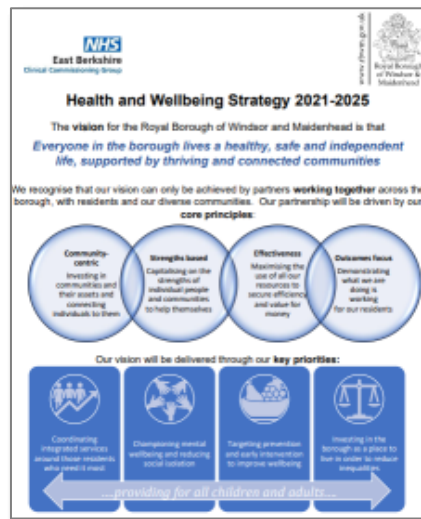 NHS
East Berkshire
Clinical Commissioning Group
www.rbwm.gov.uk
Royal Borough
of Windsor &
Maidenhead
Health and Wellbeing Strategy 2021-2025
The vision for the Royal Borough of Windsor and Maidenhead is that
Everyone in the borough lives a healthy, safe and independent
life, supported by thriving and connected communities
We recognise that our vision can only be achieved by partners working together across the
borough, with residents and our diverse communities. Our partnership will be driven by our
core principles:
Community-
centric
Investing in
communities and
their assets and
connecting
individuals to them
Strengths based
Capitalising on the
strengths of
individual people
and communities
to help themselves
Effectiveness
Maximising the
use of all our
resources to
secure efficiency
and value for
money
Outcomes focus
Demonstrating
what we are
doing is
working
for our residents
Our vision will be delivered through our key priorities:
Coordinating
integrated services
around those residents
who need it most
Championing mental
wellbeing and reducing
social isolation
Targeting prevention
and early intervention
to improve wellbeing
Investing in the
borough as a place to
live in order to reduce
inequalities
...providing for all children and adults...